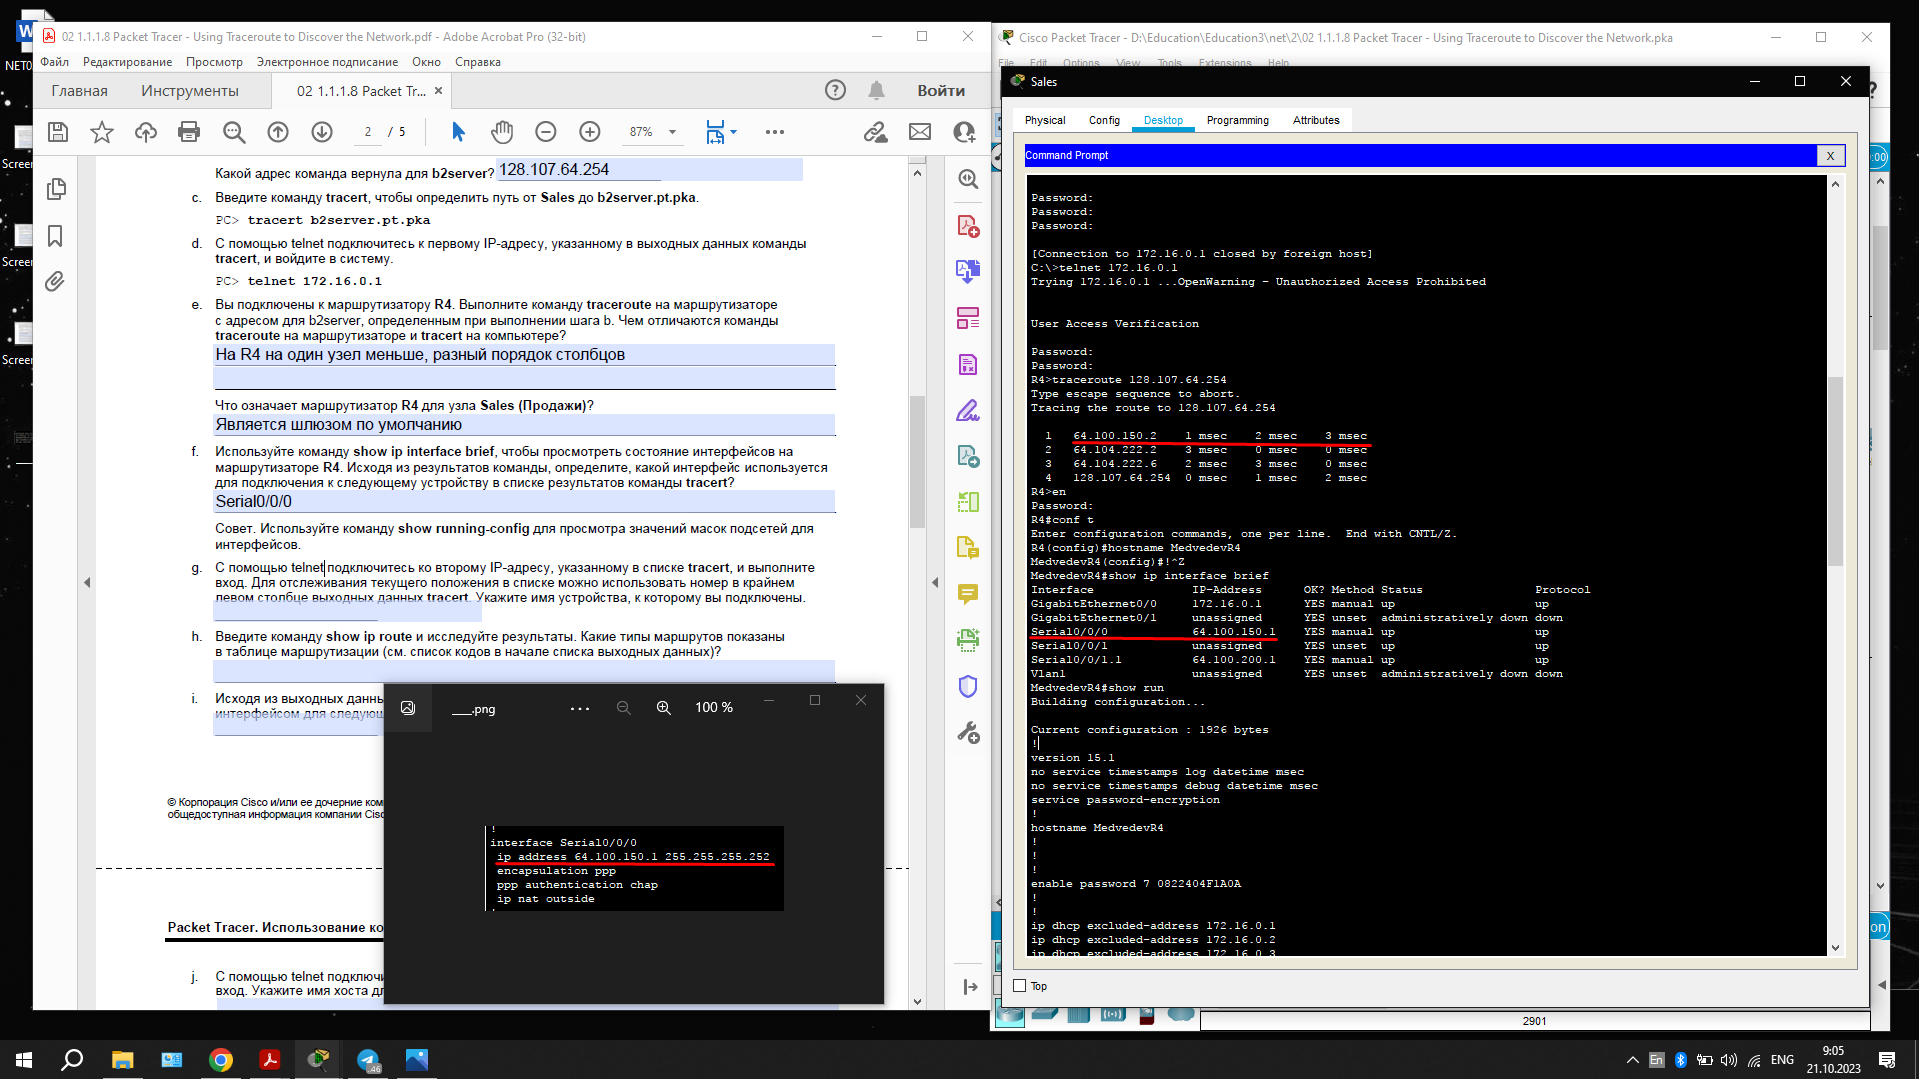 NET0
Screer
Screer
Screer
02 1.1.1.8 Packet Tracer - Using Traceroute to Discover the Network.pdf - Adobe Acrobat Pro (32-bit)
Файл Редактирование Просмотр Электронное подписание Окно Справка
Главная Инструменты 02 1.1.1.8 Packet Tr... Войти
2 / 5 87%
Какой адрес команда вернула для b2server? 128.107.64.254
c. Введите команду tracert, чтобы определить путь от Sales до b2server.pt.pka.
PC> tracert b2server.pt.pka
d. С помощью telnet подключитесь к первому IP-адресу, указанному в выходных данных команды
tracert, и войдите в систему.
PC> telnet 172.16.0.1
e. Вы подключены к маршрутизатору R4. Выполните команду traceroute на маршрутизаторе
с адресом для b2server, определенным при выполнении шага b. Чем отличаются команды
traceroute на маршрутизаторе и tracert на компьютере?
На R4 на один узел меньше, разный порядок столбцов
Что означает маршрутизатор R4 для узла Sales (Продажи)?
Является шлюзом по умолчанию
f. Используйте команду show ip interface brief, чтобы просмотреть состояние интерфейсов на
маршрутизаторе R4. Исходя из результатов команды, определите, какой интерфейс используется
для подключения к следующему устройству в списке результатов команды tracert?
Serial0/0/0
Совет. Используйте команду show running-config для просмотра значений масок подсетей для
интерфейсов.
g. С помощью telnet подключитесь ко второму IP-адресу, указанному в списке tracert, и выполните
вход. Для отслеживания текущего положения в списке можно использовать номер в крайнем
левом столбце выходных данных tracert. Укажите имя устройства, к которому вы подключены.
h. Введите команду show ip route и исследуйте результаты. Какие типы маршрутов показаны
в таблице маршрутизации (см. список кодов в начале списка выходных данных)?
i. Исходя из выходных данны
интерфейсом для следующ
© Корпорация Cisco и/или ее дочерние ком
общедоступная информация компании Cisc
Packet Tracer. Использование ко
j. С помощью telnet подключи
вход. Укажите имя хоста дл
___.png ••• 100 %
!
interface Serial0/0/0
ip address 64.100.150.1 255.255.255.252
encapsulation ppp
ppp authentication chap
ip nat outside
Cisco Packet Tracer - D:\Education\Education3\net\2\02 1.1.1.8 Packet Tracer - Using Traceroute to Discover the Network.pka
File Edit Options View Tools Extensions Help
Sales
Physical Config Desktop Programming Attributes
Command Prompt X
Password:
Password:
Password:
[Connection to 172.16.0.1 closed by foreign host]
C:\>telnet 172.16.0.1
Trying 172.16.0.1 ...OpenWarning - Unauthorized Access Prohibited
User Access Verification
Password:
Password:
R4>traceroute 128.107.64.254
Type escape sequence to abort.
Tracing the route to 128.107.64.254
1 64.100.150.2 1 msec 2 msec 3 msec
2 64.104.222.2 3 msec 0 msec 0 msec
3 64.104.222.6 2 msec 3 msec 0 msec
4 128.107.64.254 0 msec 1 msec 2 msec
R4>en
Password:
R4#conf t
Enter configuration commands, one per line. End with CNTL/Z.
R4(config)#hostname MedvedevR4
MedvedevR4(config)#!^Z
MedvedevR4#show ip interface brief
Interface IP-Address OK? Method Status Protocol
GigabitEthernet0/0 172.16.0.1 YES manual up up
GigabitEthernet0/1 unassigned YES unset administratively down down
Serial0/0/0 64.100.150.1 YES manual up up
Serial0/0/1 unassigned YES unset up up
Serial0/0/1.1 64.100.200.1 YES manual up up
Vlan1 unassigned YES unset administratively down down
MedvedevR4#show run
Building configuration...
Current configuration : 1926 bytes
!
version 15.1
no service timestamps log datetime msec
no service timestamps debug datetime msec
service password-encryption
!
hostname MedvedevR4
!
!
!
enable password 7 0822404F1A0A
!
!
ip dhcp excluded-address 172.16.0.1
ip dhcp excluded-address 172.16.0.2
ip dhcp excluded-address 172.16.0.3
Top
2901
46
En ENG
9:05
21.10.2023